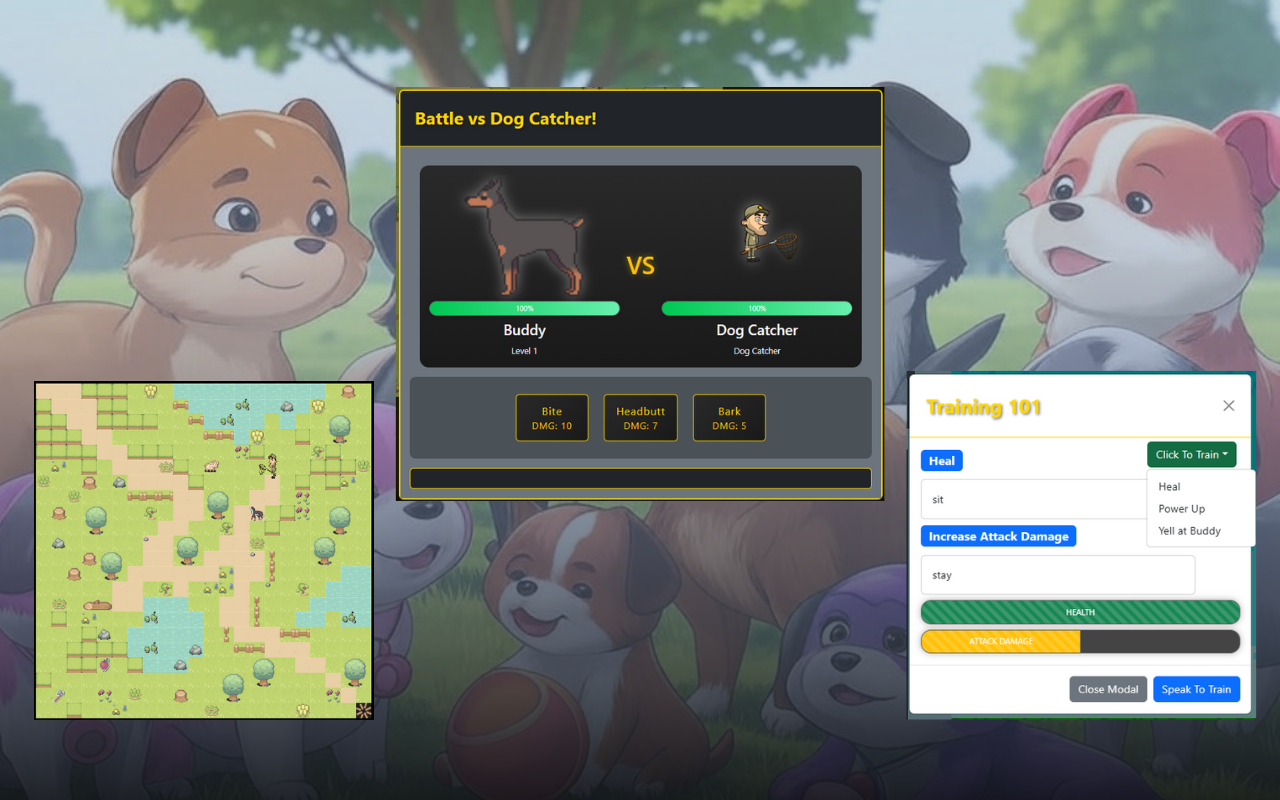 Battle vs Dog Catcher!
VS
100%
100%
Buddy
Dog Catcher
Level 1
Dog Catcher
Bite
DMG: 10
Headbutt
DMG: 7
Bark
DMG: 5
Training 101
Heal
Click To Train
Heal
Power Up
Yell at Buddy
sit
Increase Attack Damage
stay
HEALTH
ATTACK DAMAGE
Close Modal
Speak To Train